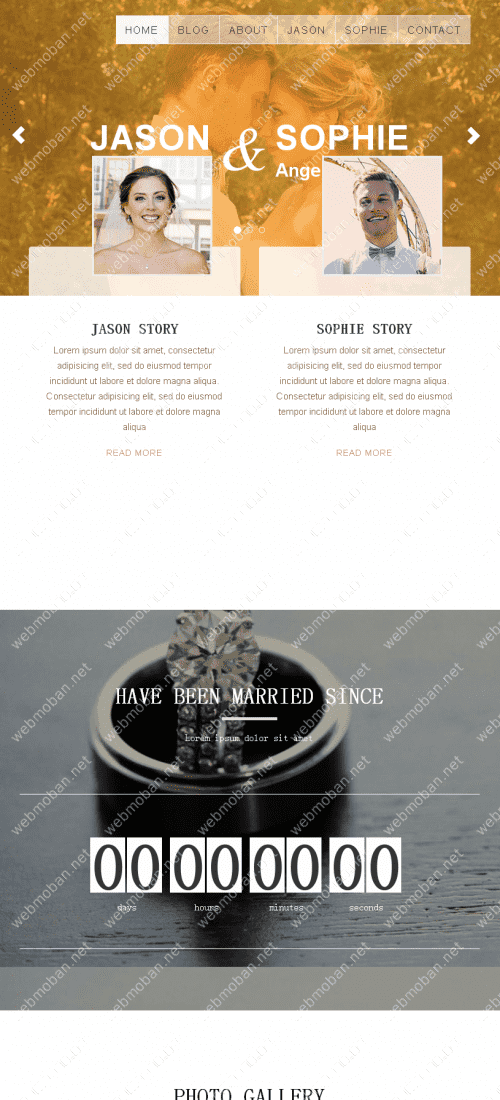 HOME BLOG ABOUT JASON SOPHIE CONTACT
JASON & SOPHIE
Ange
JASON STORY
Lorem ipsum dolor sit amet, consectetur
adipisicing elit, sed do eiusmod tempor
incididunt ut labore et dolore magna aliqua.
Consectetur adipisicing elit, sed do eiusmod
tempor incididunt ut labore et dolore magna
aliqua
READ MORE
SOPHIE STORY
Lorem ipsum dolor sit amet, consectetur
adipisicing elit, sed do eiusmod tempor
incididunt ut labore et dolore magna aliqua.
Consectetur adipisicing elit, sed do eiusmod
tempor incididunt ut labore et dolore magna
aliqua
READ MORE
HAVE BEEN MARRIED SINCE
Lorem ipsum dolor sit amet
00 00 00 00
days hours minutes seconds
PHOTO GALLERY
webmoban.net